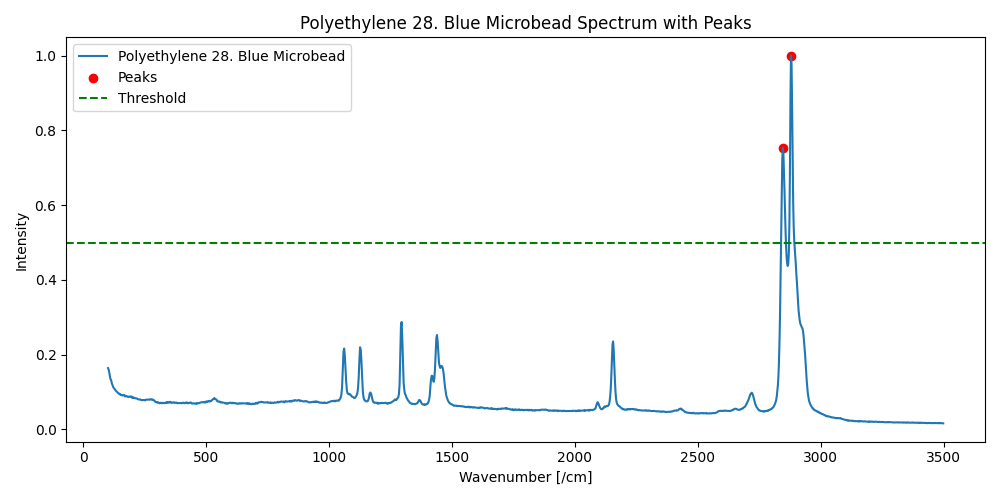 Polyethylene 28. Blue Microbead Spectrum with Peaks
Polyethylene 28. Blue Microbead
Peaks
Threshold
1.0
0.8
0.6
0.4
0.2
0.0
Intensity
0 500 1000 1500 2000 2500 3000 3500
Wavenumber [/cm]